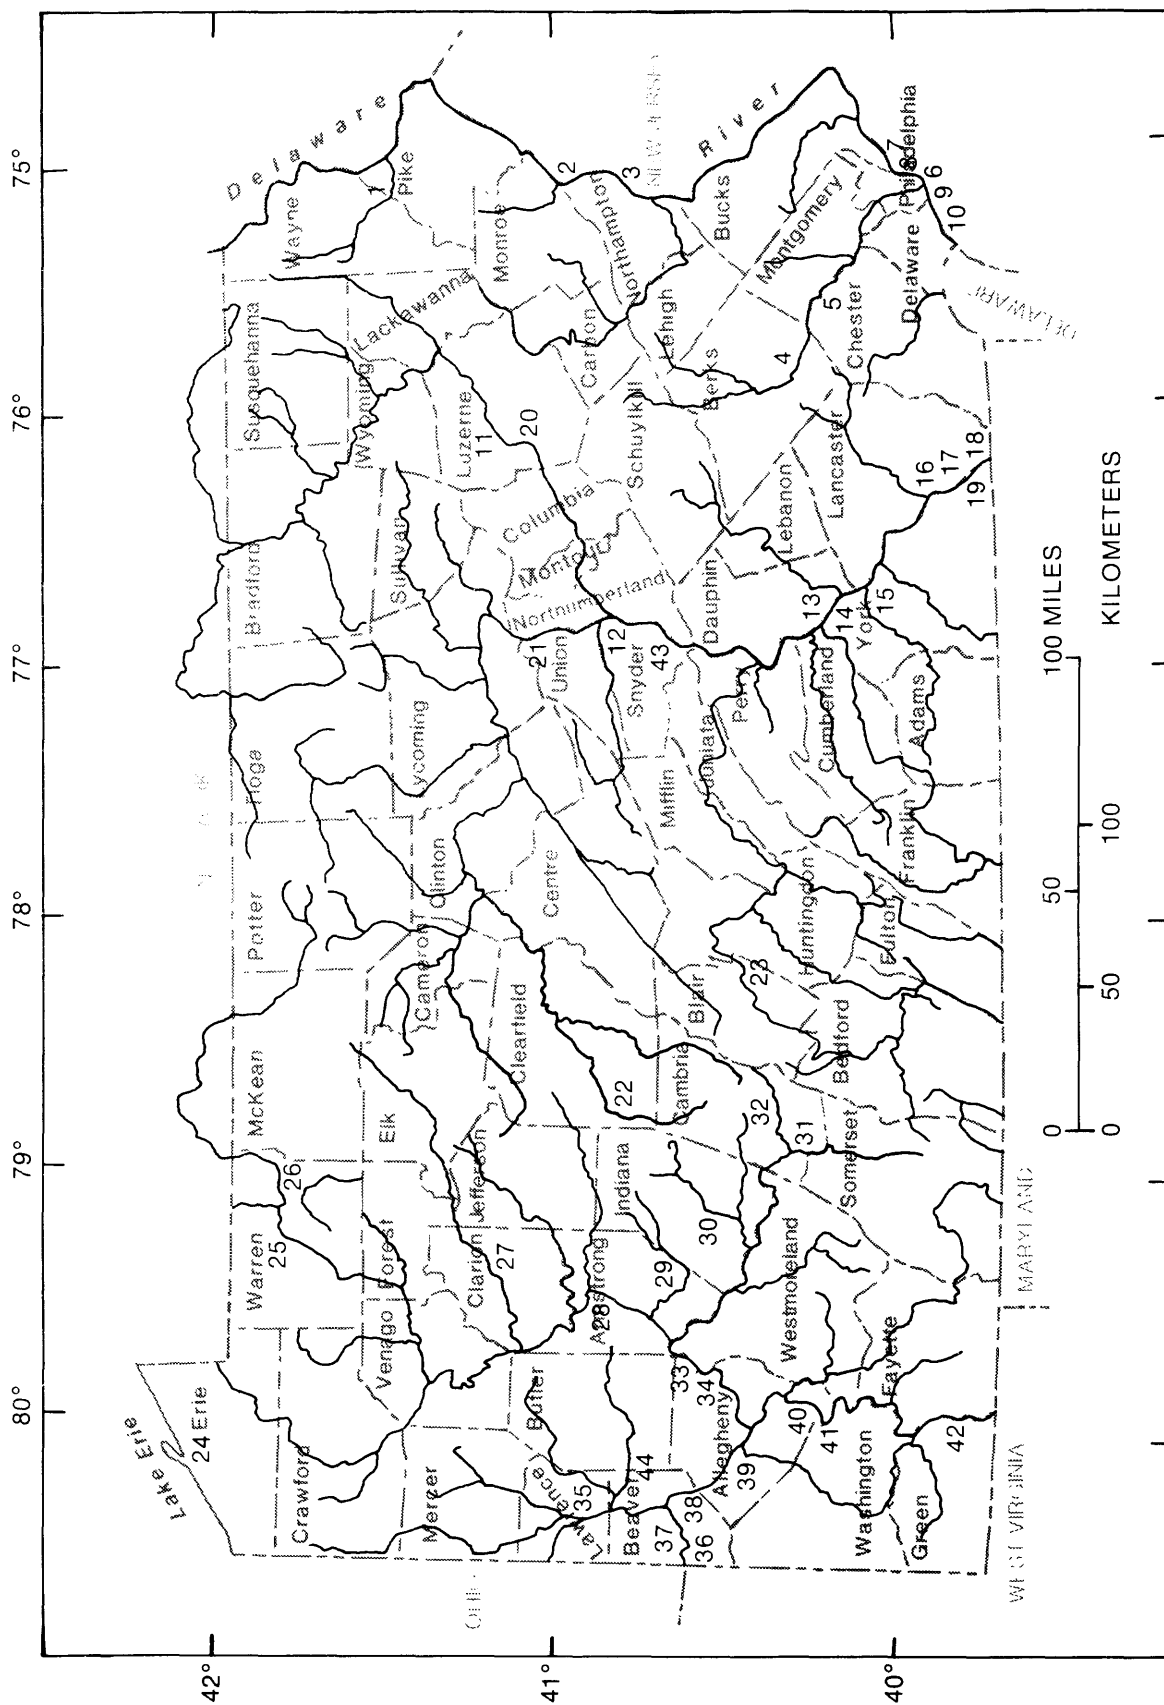 80°
79°
78°
77°
76°
75°
42°
41°
40°
Lake Erie
Delaware
River
24 Erie
Crawford
Warren
25
26
McKean
Potter
Tioga
Bradford
Susquehanna
Wayne
1
Pike
Mercer
Venago
Forest
Elk
Cameron
Clinton
Lycoming
Sullivan
Wyoming
Lackawanna
Luzerne
11
20
Monroe
2
Lawrence
35
Butler
Clarion
27
Jefferson
Clearfield
22
Centre
Union
21
Northumberland
Montour
Columbia
Carbon
Northampton
3
NEW JERSEY
Beaver
44
37
36
38
Armstrong
28
29
Indiana
30
Cambria
32
31
Blair
23
Huntingdon
Mifflin
Juniata
Snyder
12
43
Perry
Dauphin
Schuylkill
Lebanon
Lehigh
Berks
4
Bucks
Montgomery
5
Allegheny
33
34
39
40
41
Westmoreland
Washington
Green
Fayette
42
Somerset
Bedford
Fulton
Franklin
Cumberland
Adams
York
13
14
15
Lancaster
16
17
18
19
Chester
Delaware
Philadelphia
7
8
6
9
10
DELAWARE
WEST VIRGINIA
MARYLAND
0
50
100 MILES
0
50
100
KILOMETERS